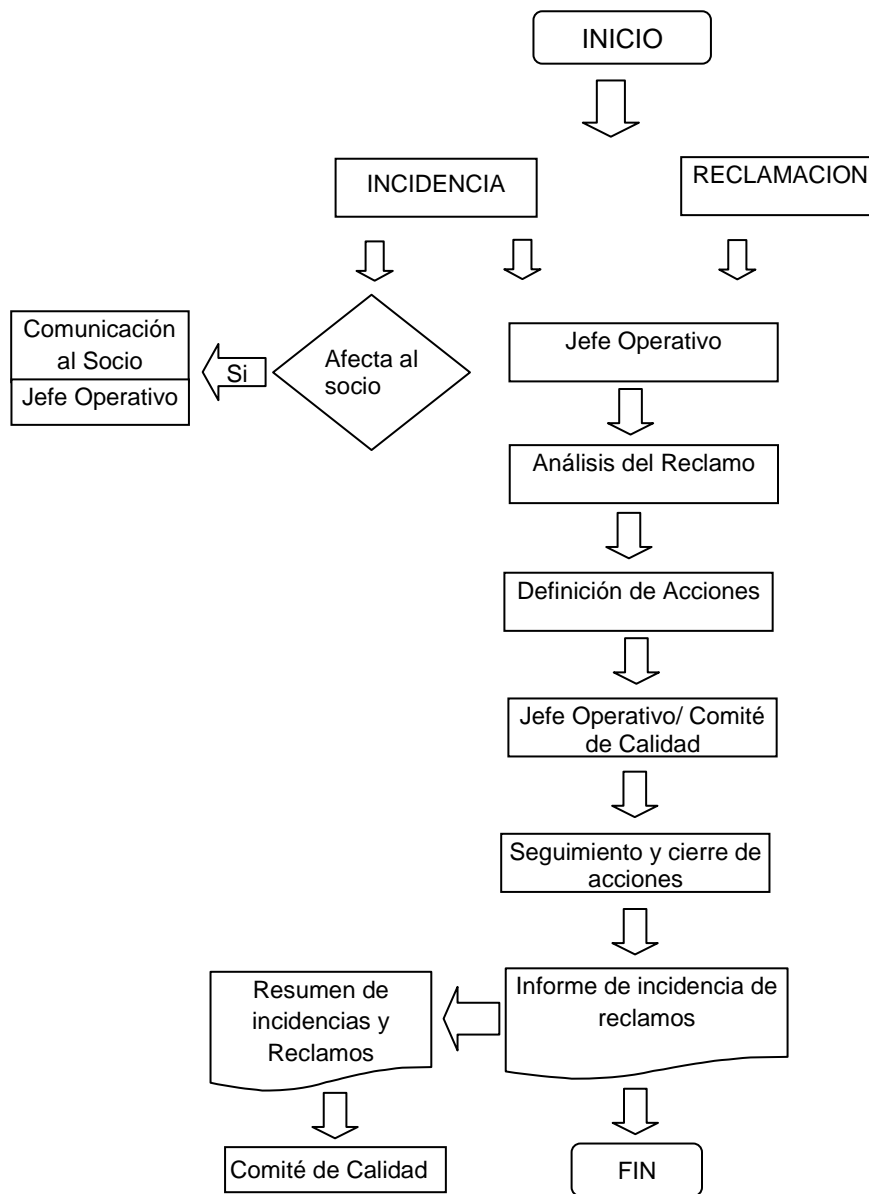 INICIO
INCIDENCIA
RECLAMACION
Comunicación
al Socio
Jefe Operativo
Si
Afecta al
socio
Jefe Operativo
Análisis del Reclamo
Definición de Acciones
Jefe Operativo/ Comité
de Calidad
Seguimiento y cierre de
acciones
Informe de incidencia de
reclamos
Resumen de
incidencias y
Reclamos
Comité de Calidad
FIN